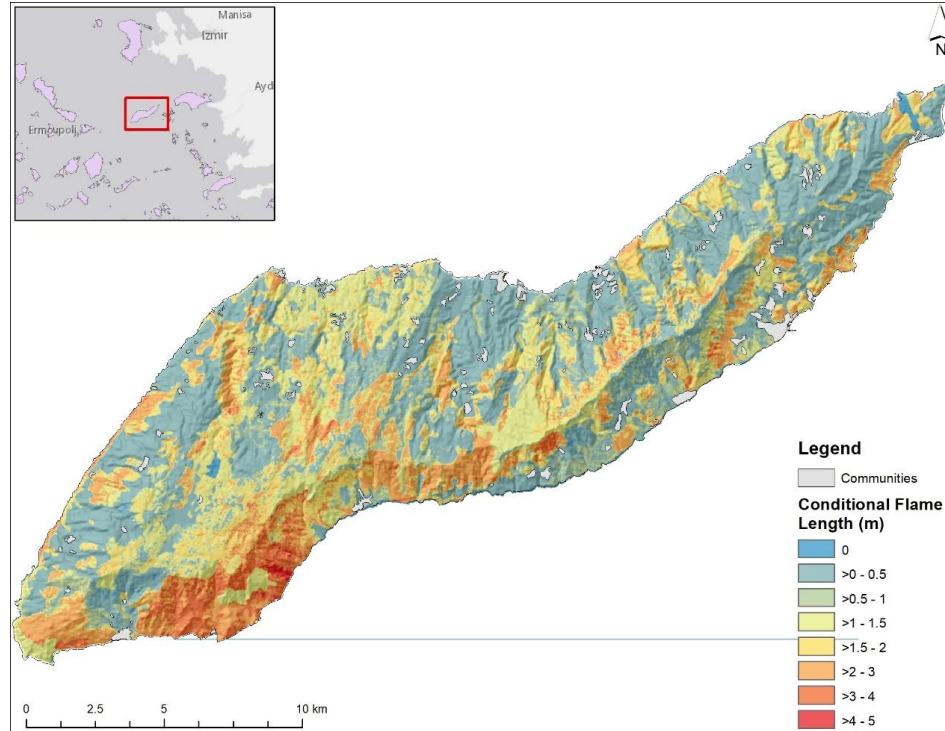 Manisa
Izmir
Ayd
Ermoupoli
N
Legend
Communities
Conditional Flame
Length (m)
0
>0 - 0.5
>0.5 - 1
>1 - 1.5
>1.5 - 2
>2 - 3
>3 - 4
>4 - 5
0 2.5 5 10 km